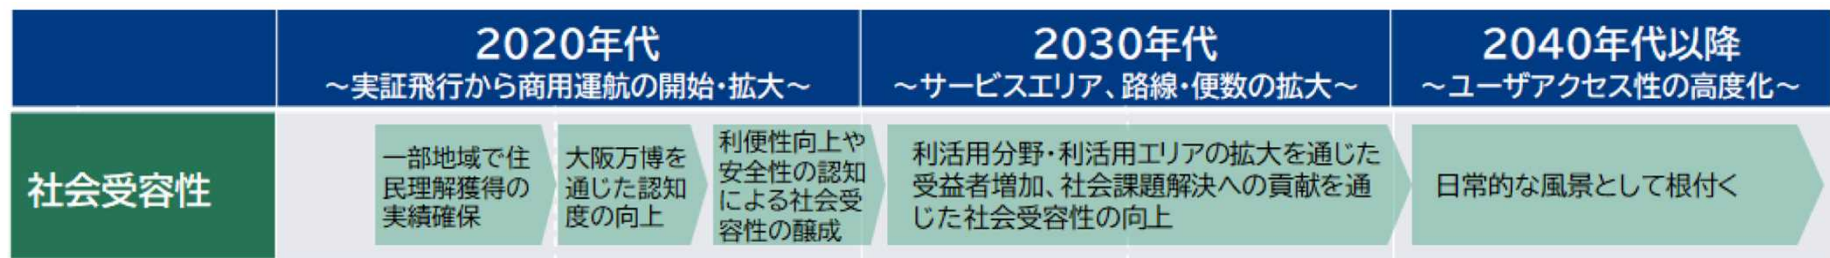 2020年代
～実証飛行から商用運航の開始・拡大～
2030年代
～サービスエリア、路線・便数の拡大～
2040年代以降
～ユーザアクセス性の高度化～
社会受容性
一部地域で住
民理解獲得の
実績確保
大阪万博を
通じた認知
度の向上
利便性向上や
安全性の認知
による社会受
容性の醸成
利活用分野・利活用エリアの拡大を通じた
受益者増加、社会課題解決への貢献を通
じた社会受容性の向上
日常的な風景として根付く